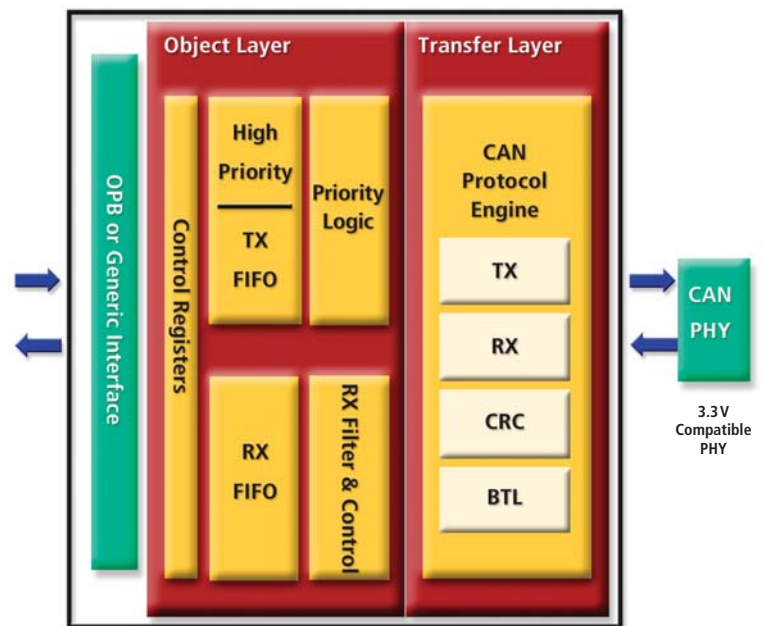 Object Layer
Transfer Layer
OPB or Generic Interface
Control Registers
High
Priority
TX
FIFO
Priority
Logic
RX
FIFO
RX Filter & Control
CAN
Protocol
Engine
TX
RX
CRC
BTL
CAN
PHY
3.3 V
Compatible
PHY